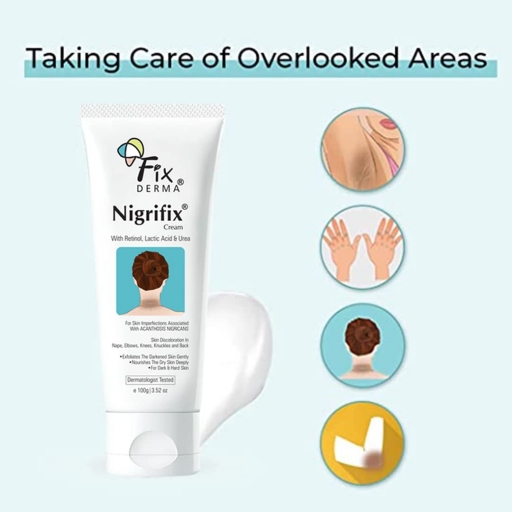 Taking Care of Overlooked Areas
Fix®
DERMA
Nigrifix®
Cream
With Retinol, Lactic Acid & Urea
For Skin Imperfections Associated
With ACANTHOSIS NIGRICANS
Skin Discoloration In
Nape, Elbows, Knees, Knuckles and Back
•Exfoliates The Darkened Skin Gently
•Nourishes The Dry Skin Deeply
•For Dark & Hard Skin
Dermatologist Tested
e 100g | 3.52 oz